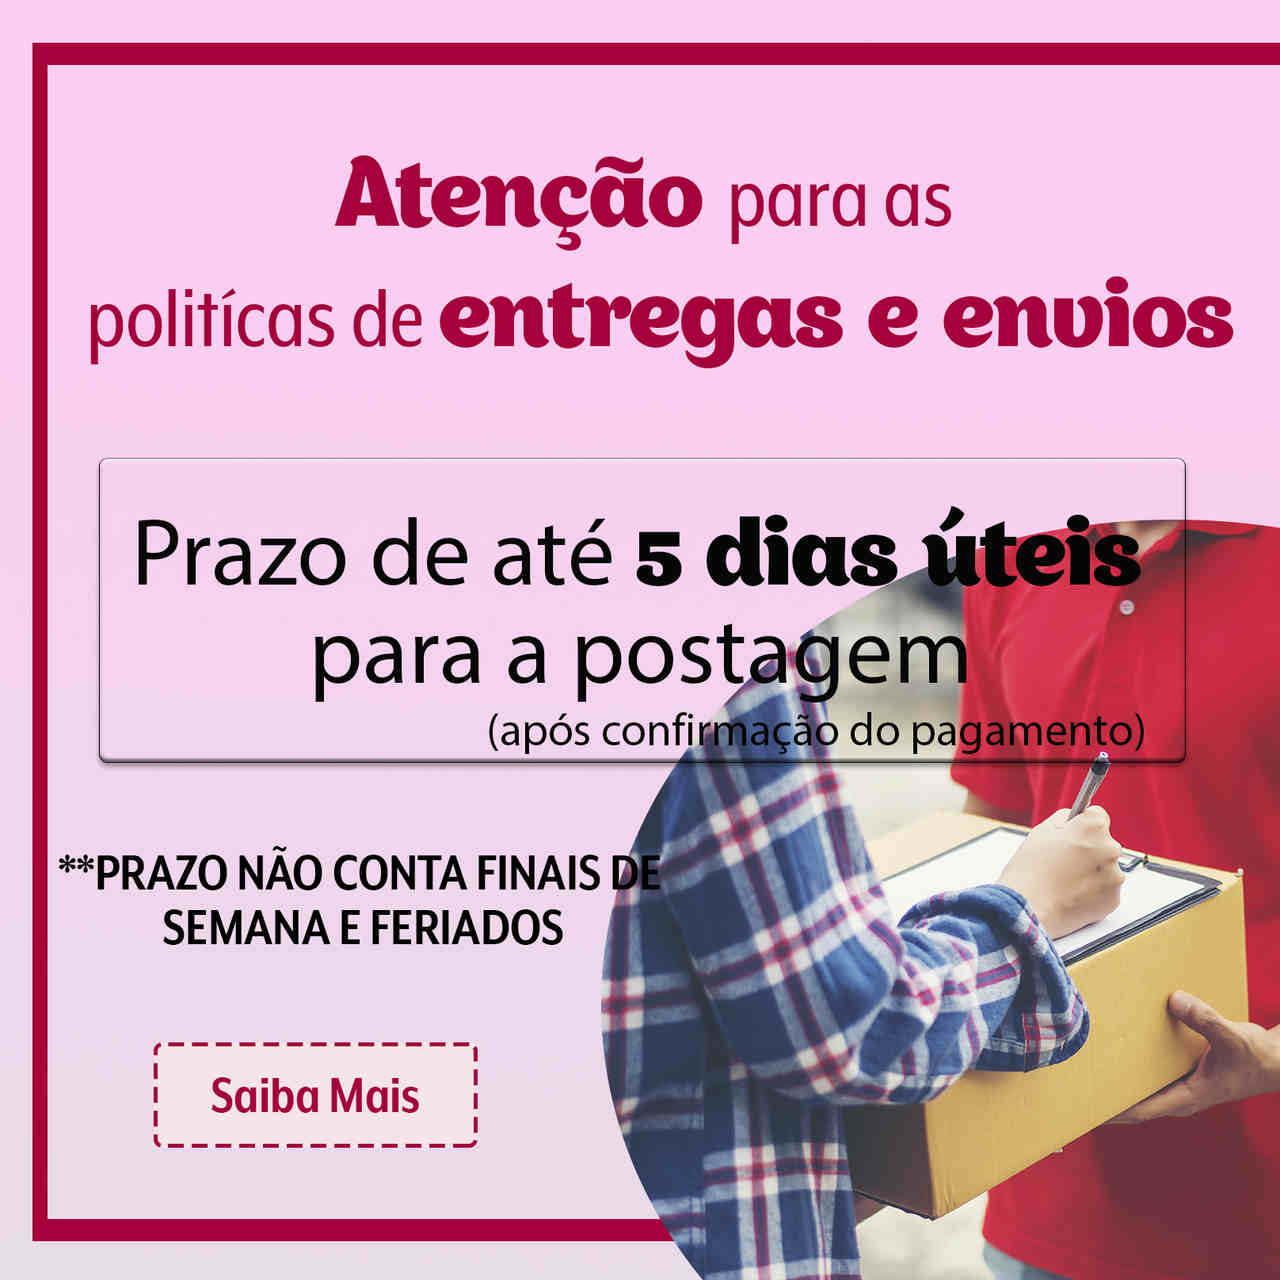 Atenção para as
politícas de entregas e envios
Prazo de até 5 dias úteis
para a postagem
(após confirmação do pagamento)
**PRAZO NÃO CONTA FINAIS DE
SEMANA E FERIADOS
Saiba Mais